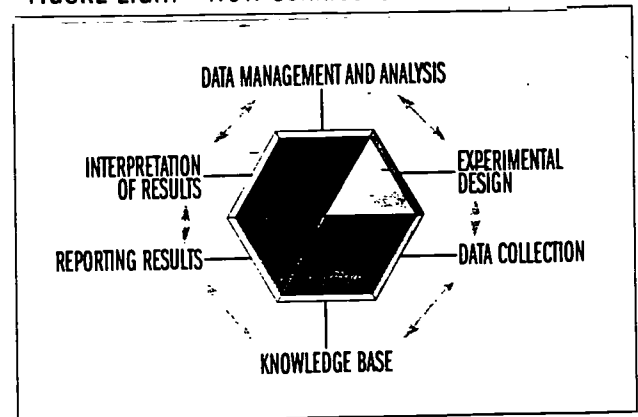 DATA MANAGEMENT AND ANALYSIS
INTERPRETATION
OF RESULTS
EXPERIMENTAL
DESIGN
REPORTING RESULTS
DATA COLLECTION
KNOWLEDGE BASE